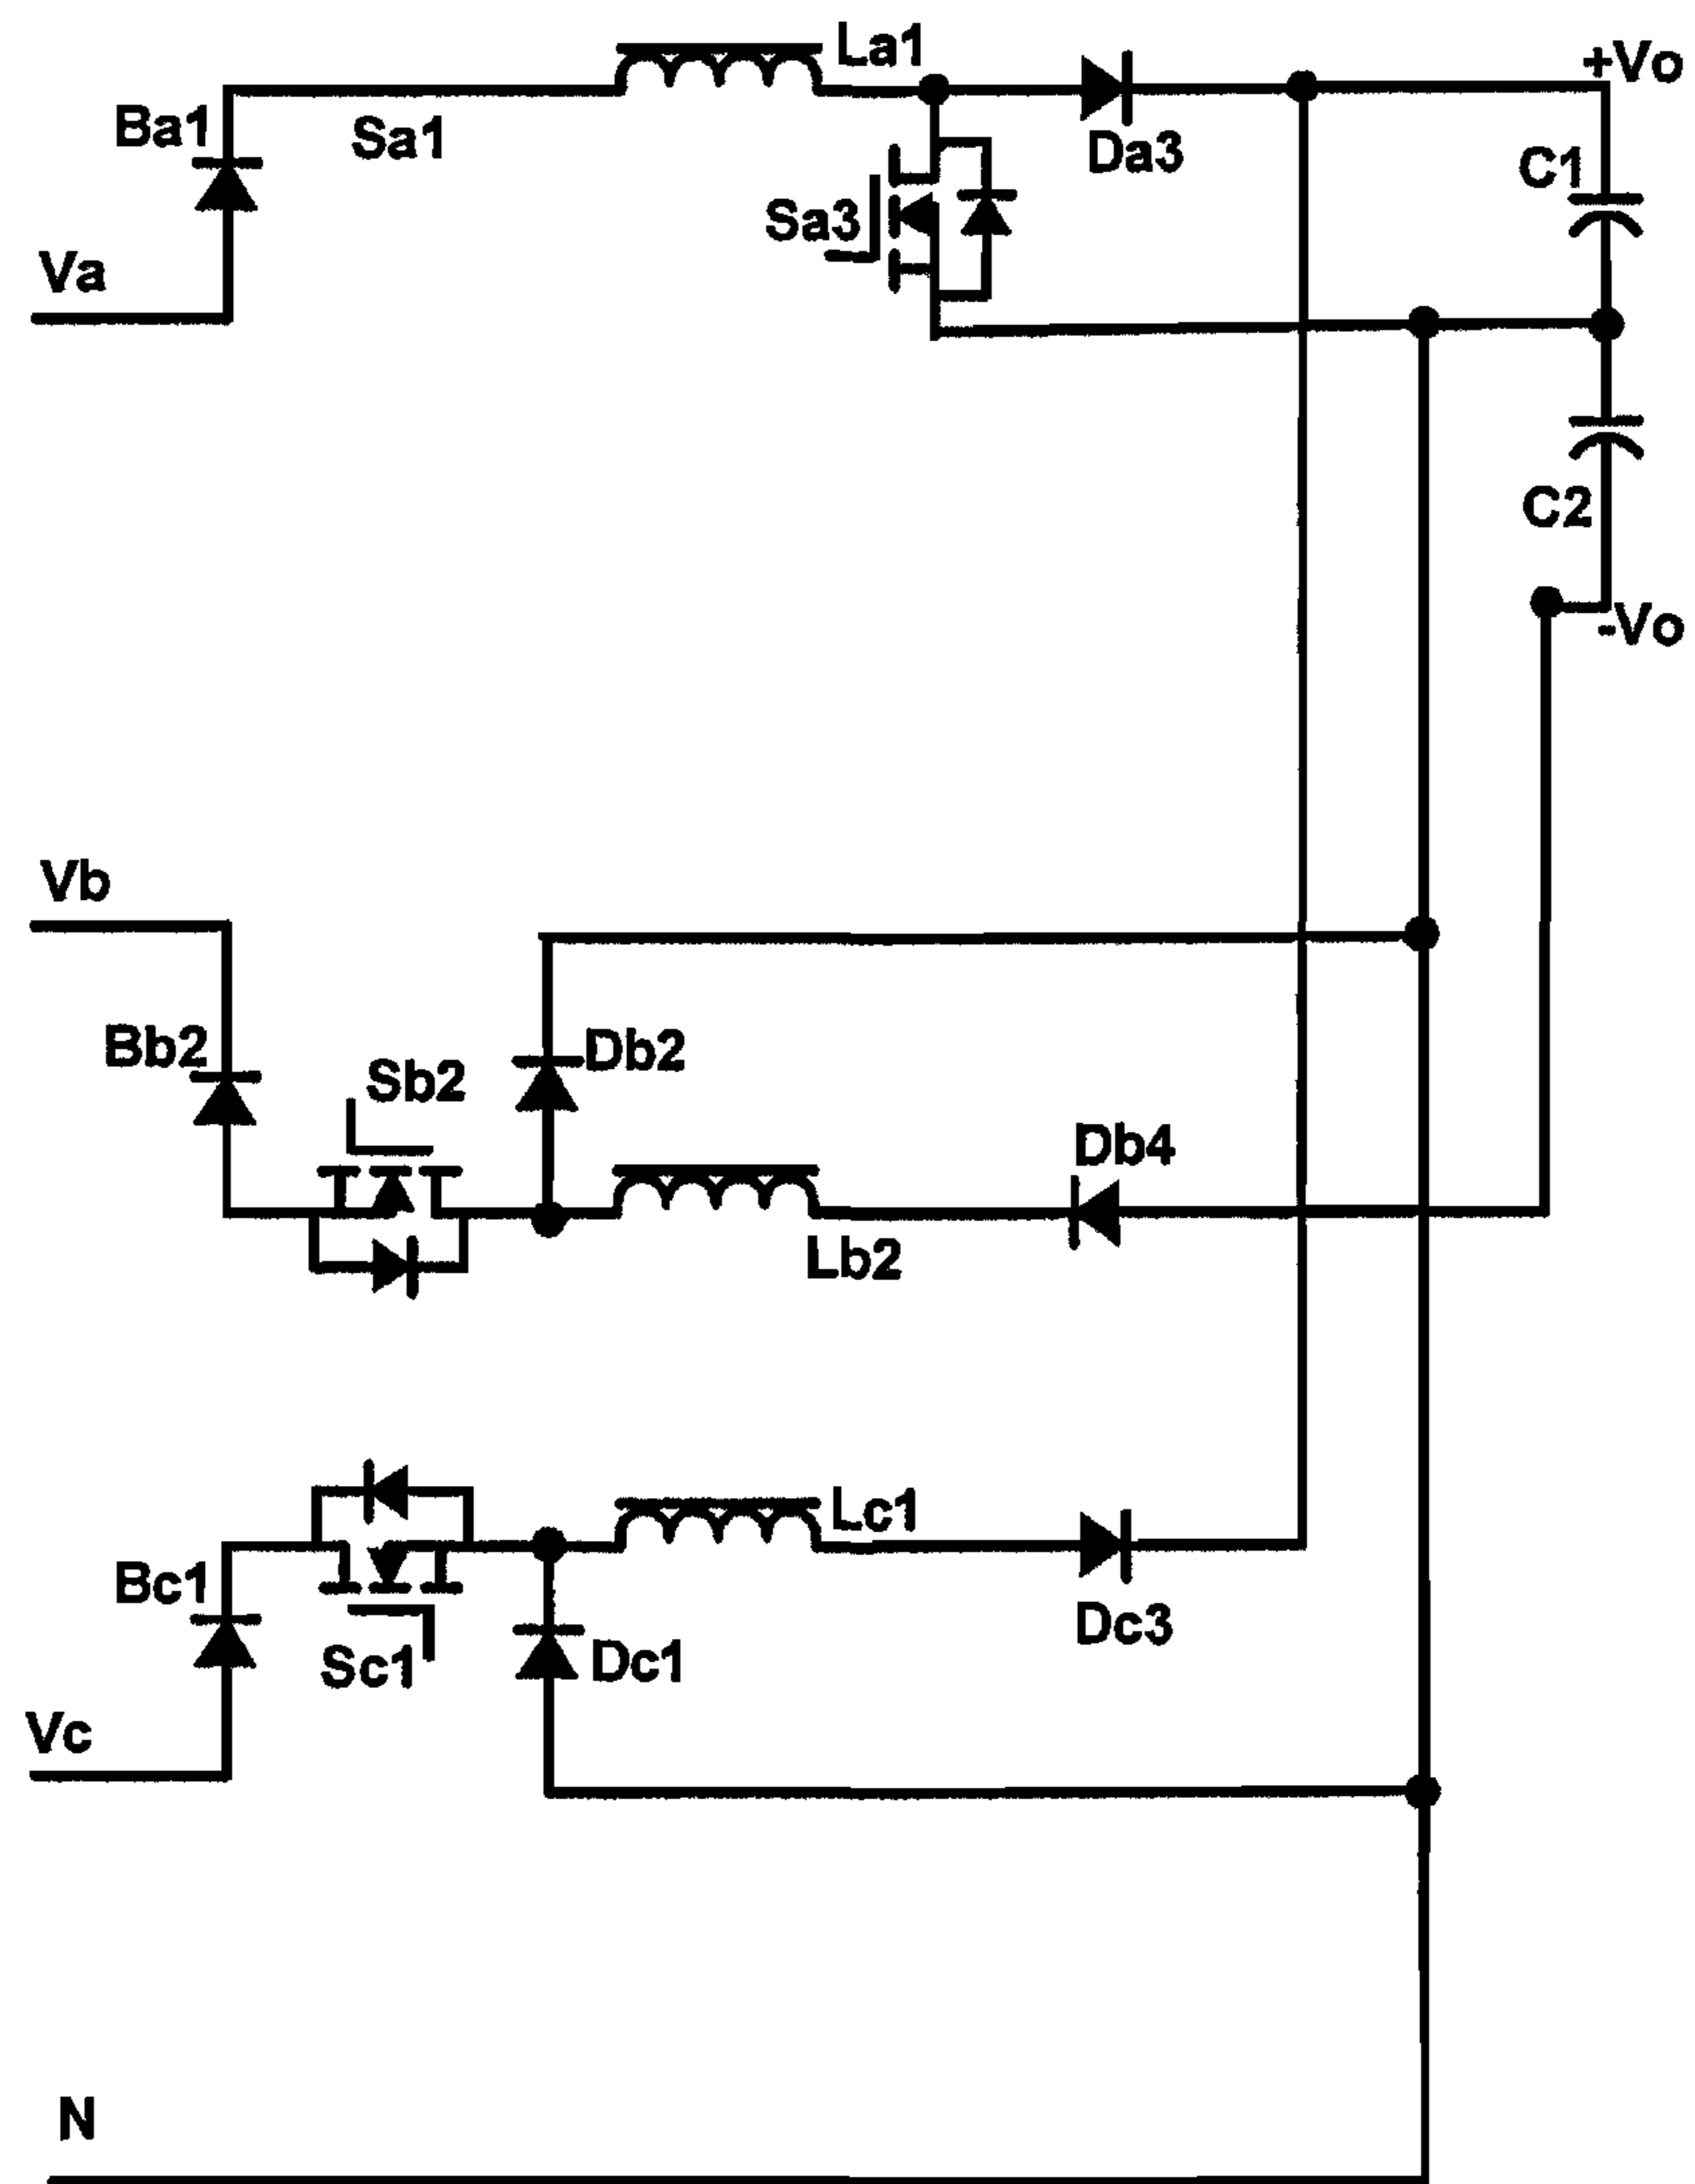 La1
+Vo
Ba1
Sa1
Da3
C1
Sa3
Va
C2
-Vo
Vb
Bb2
Sb2
Db2
Db4
Lb2
Lc1
Bc1
Sc1
Dc1
Dc3
Vc
N